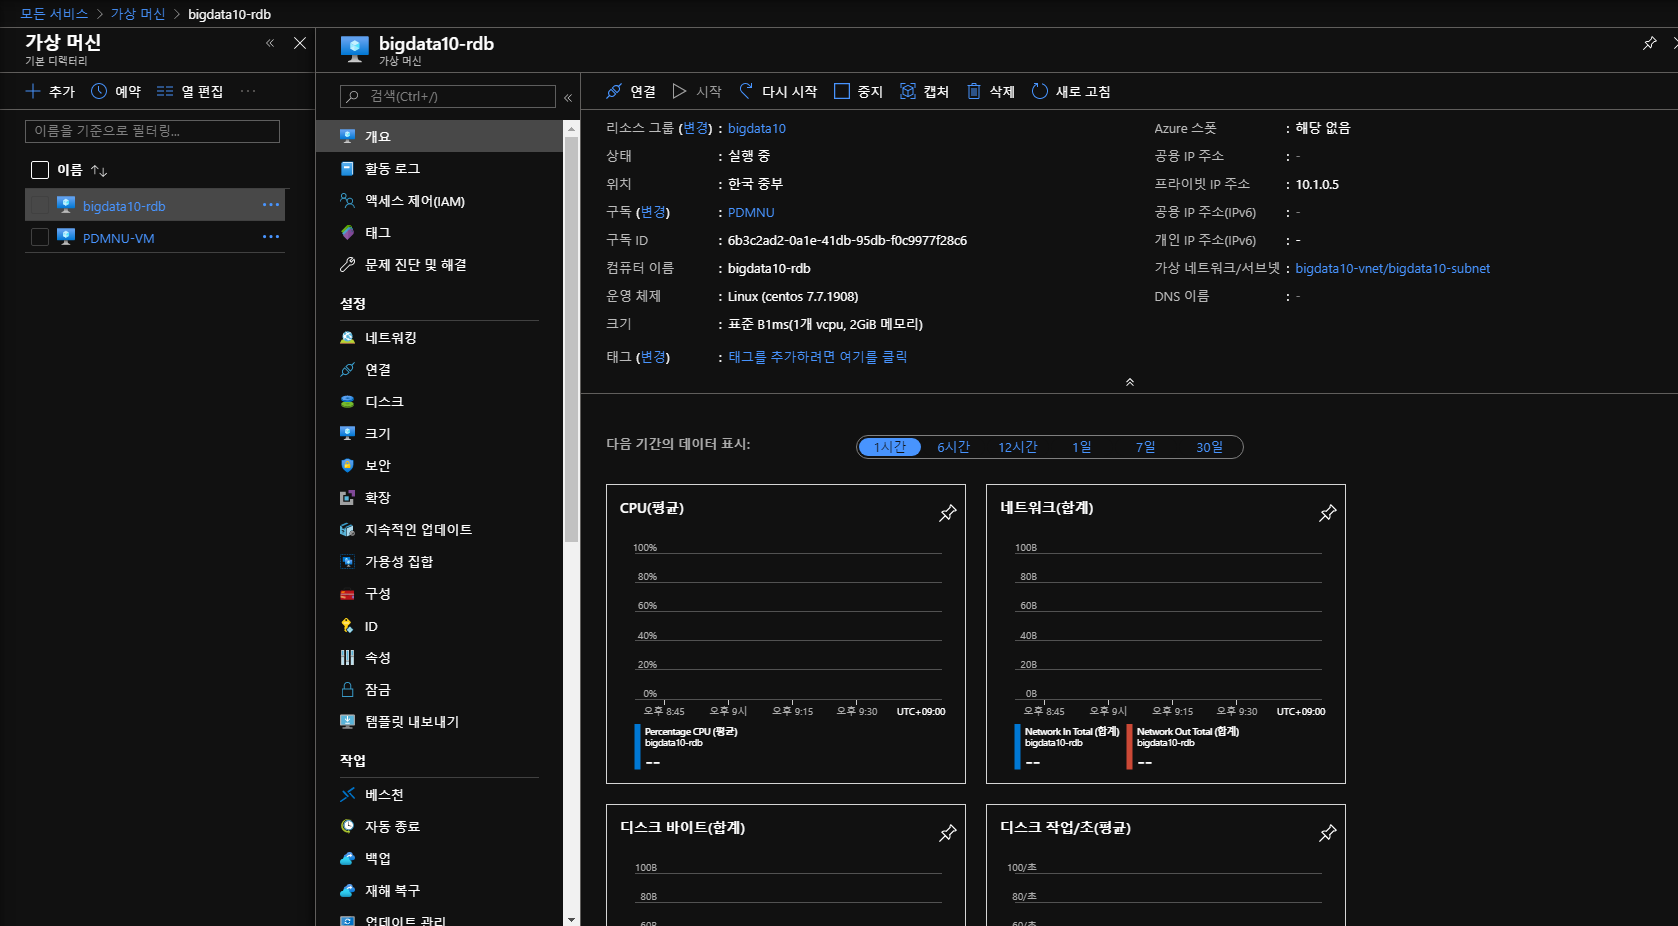 모든 서비스 > 가상 머신 > bigdata10-rdb
가상 머신
기본 디렉터리
추가 예약 열 편집 ···
이름을 기준으로 필터링...
이름
bigdata10-rdb
PDMNU-VM
bigdata10-rdb
가상 머신
검색(Ctrl+/)
개요
활동 로그
액세스 제어(IAM)
태그
문제 진단 및 해결
설정
네트워킹
연결
디스크
크기
보안
확장
지속적인 업데이트
가용성 집합
구성
ID
속성
잠금
템플릿 내보내기
작업
베스천
자동 종료
백업
재해 복구
업데이트 관리
연결 시작 다시 시작 중지 캡처 삭제 새로 고침
리소스 그룹 (변경) : bigdata10
상태 : 실행 중
위치 : 한국 중부
구독 (변경) : PDMNU
구독 ID : 6b3c2ad2-0a1e-41db-95db-f0c9977f28c6
컴퓨터 이름 : bigdata10-rdb
운영 체제 : Linux (centos 7.7.1908)
크기 : 표준 B1ms(1개 vcpu, 2GiB 메모리)
태그 (변경) : 태그를 추가하려면 여기를 클릭
Azure 스폿 : 해당 없음
공용 IP 주소 : -
프라이빗 IP 주소 : 10.1.0.5
공용 IP 주소(IPv6) : -
개인 IP 주소(IPv6) : -
가상 네트워크/서브넷 : bigdata10-vnet/bigdata10-subnet
DNS 이름 : -
다음 기간의 데이터 표시:
1시간 6시간 12시간 1일 7일 30일
CPU(평균)
100%
80%
60%
40%
20%
0%
오후 8:45 오후 9시 오후 9:15 오후 9:30 UTC+09:00
Percentage CPU (평균)
bigdata10-rdb
--
네트워크(합계)
100B
80B
60B
40B
20B
0B
오후 8:45 오후 9시 오후 9:15 오후 9:30 UTC+09:00
Network In Total (합계)
bigdata10-rdb
--
Network Out Total (합계)
bigdata10-rdb
--
디스크 바이트(합계)
100B
80B
60B
디스크 작업/초(평균)
100/초
80/초
60/초